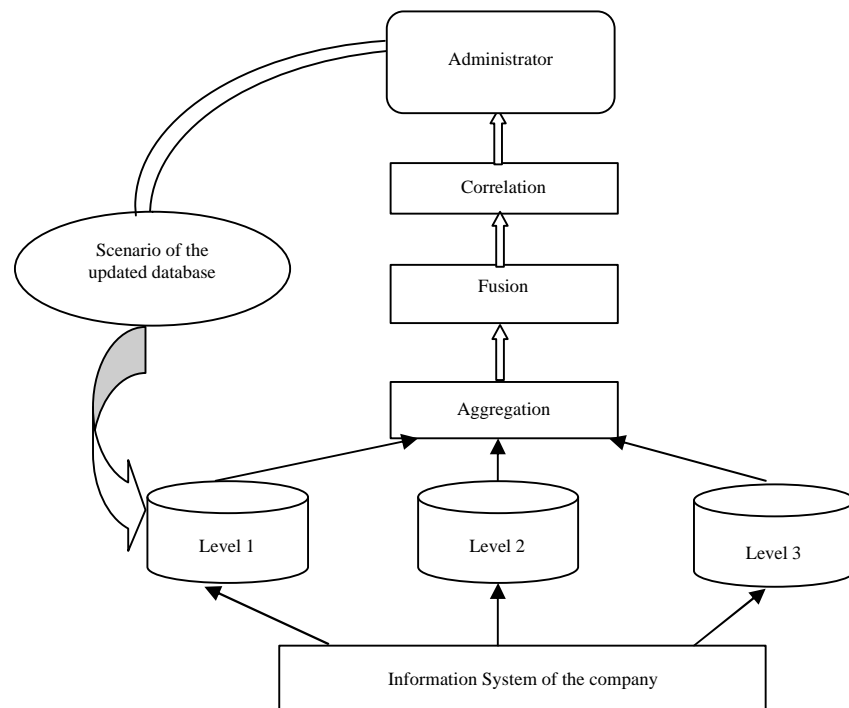 Administrator
Correlation
Scenario of the
updated database
Fusion
Aggregation
Level 1
Level 2
Level 3
Information System of the company